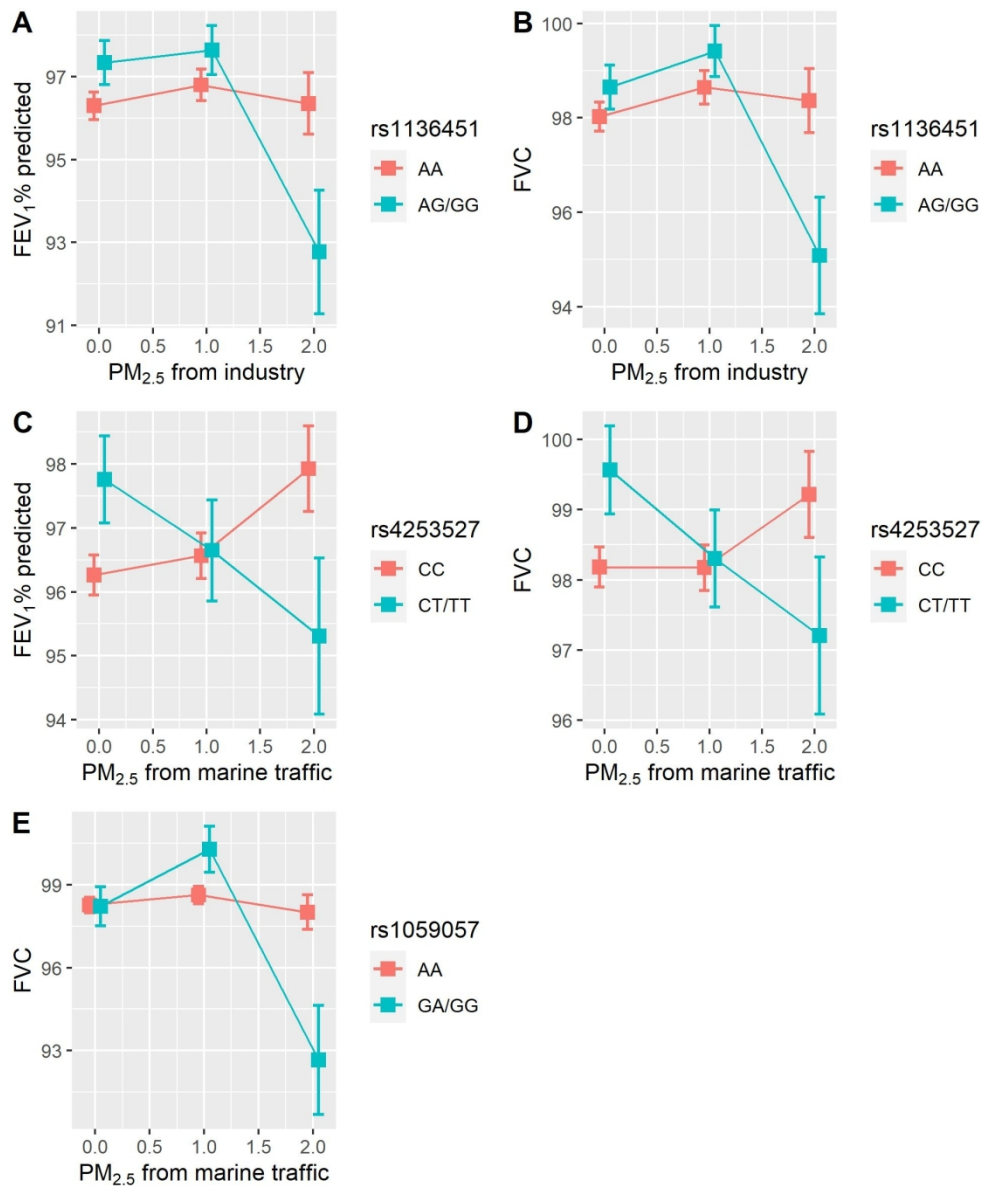 A
FEV₁% predicted
97
95
93
91
0.0 0.5 1.0 1.5 2.0
PM₂.₅ from industry
rs1136451
AA
AG/GG
B
FVC
100
98
96
94
0.0 0.5 1.0 1.5 2.0
PM₂.₅ from industry
rs1136451
AA
AG/GG
C
FEV₁% predicted
98
97
96
95
94
0.0 0.5 1.0 1.5 2.0
PM₂.₅ from marine traffic
rs4253527
CC
CT/TT
D
FVC
100
99
98
97
96
0.0 0.5 1.0 1.5 2.0
PM₂.₅ from marine traffic
rs4253527
CC
CT/TT
E
FVC
99
96
93
0.0 0.5 1.0 1.5 2.0
PM₂.₅ from marine traffic
rs1059057
AA
GA/GG